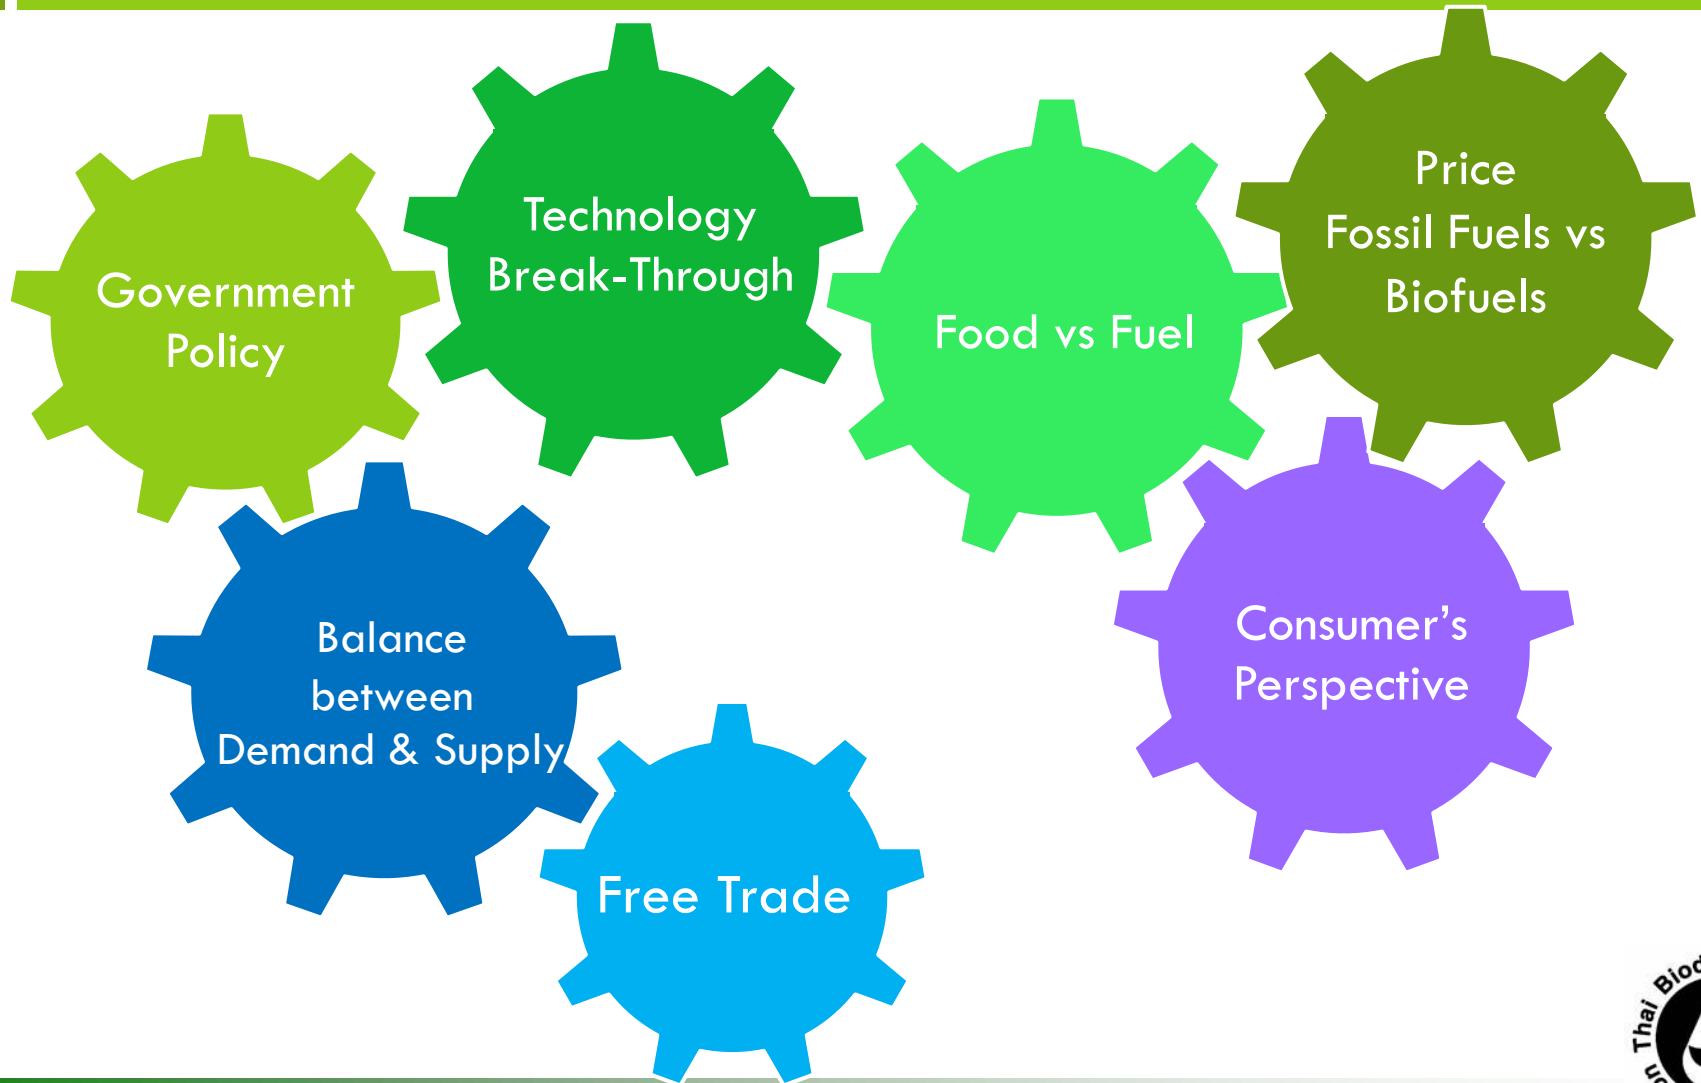 Government
Policy
Technology
Break-Through
Food vs Fuel
Price
Fossil Fuels vs
Biofuels
Balance
between
Demand & Supply
Free Trade
Consumer’s
Perspective
Thai